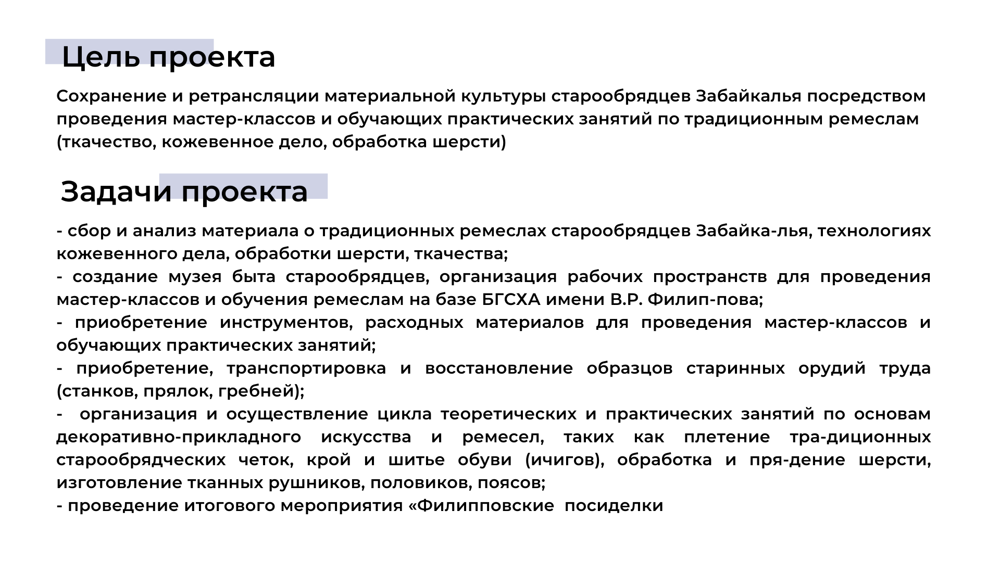 Цель проекта
Сохранение и ретрансляции материальной культуры старообрядцев Забайкалья посредством
проведения мастер-классов и обучающих практических занятий по традиционным ремеслам
(ткачество, кожевенное дело, обработка шерсти)
Задачи проекта
- сбор и анализ материала о традиционных ремеслах старообрядцев Забайка-лья, технологиях
кожевенного дела, обработки шерсти, ткачества;
- создание музея быта старообрядцев, организация рабочих пространств для проведения
мастер-классов и обучения ремеслам на базе БГСХА имени В.Р. Филип-пова;
- приобретение инструментов, расходных материалов для проведения мастер-классов и
обучающих практических занятий;
- приобретение, транспортировка и восстановление образцов старинных орудий труда
(станков, прялок, гребней);
- организация и осуществление цикла теоретических и практических занятий по основам
декоративно-прикладного искусства и ремесел, таких как плетение тра-диционных
старообрядческих четок, крой и шитье обуви (ичигов), обработка и пря-дение шерсти,
изготовление тканных рушников, половиков, поясов;
- проведение итогового мероприятия «Филипповские посиделки